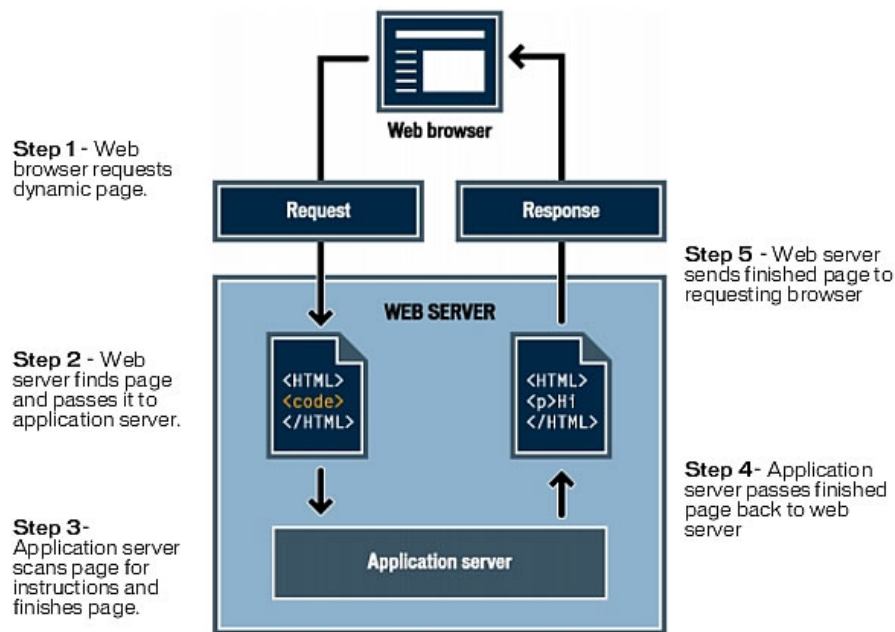 Web browser
Step 1 - Web
browser requests
dynamic page.
Request
Response
Step 5 - Web server
sends finished page to
requesting browser
WEB SERVER
Step 2 - Web
server finds page
and passes it to
application server.
<HTML>
<code>
</HTML>
<HTML>
<p>Hi
</HTML>
Step 3-
Application server
scans page for
instructions and
finishes page.
Application server
Step 4- Application
server passes finished
page back to web
server